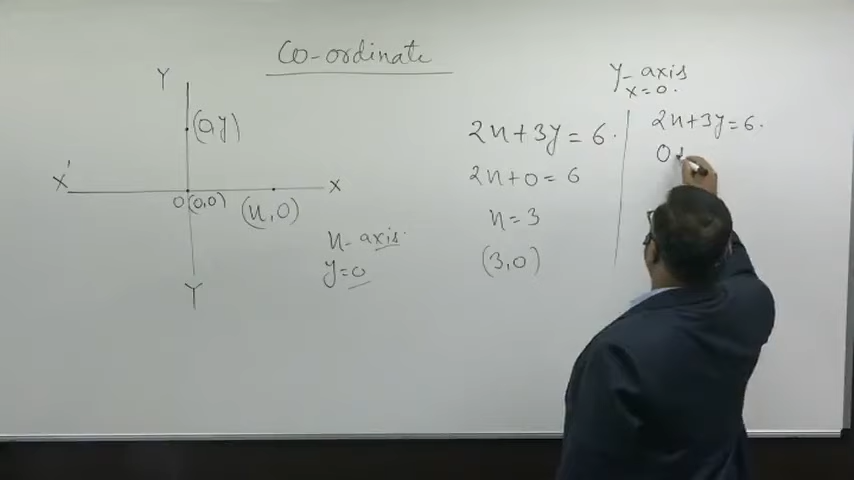 Co-ordinate
Y
(0,y)
X'
X
0(0,0)
(x,0)
Y
x-axis.
y=0
2x+3y=6.
2x+0=6
x=3
(3,0)
Y-axis
x=0.
2x+3y=6.
0+